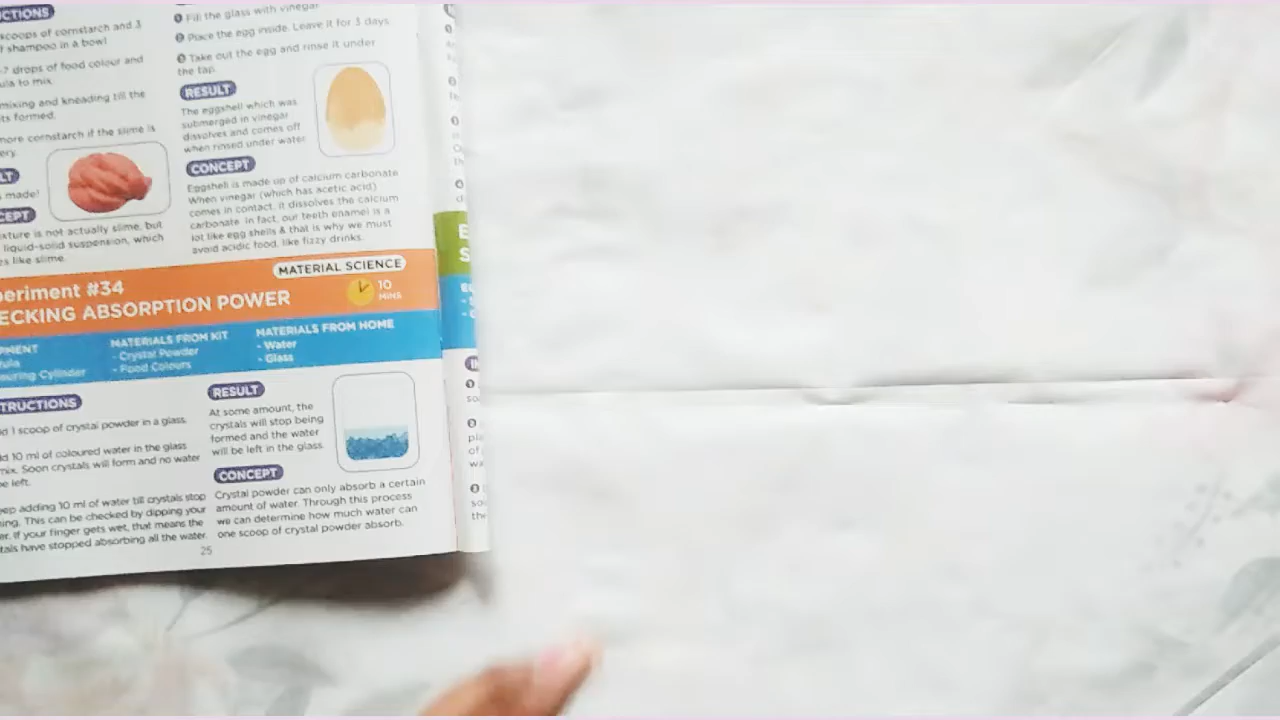 CTIONS
scoops of cornstarch and 3
shampoo in a bowl
-7 drops of food colour and
to mix.
mixing and kneading till the
formed.
more cornstarch if the slime is
made!
is not actually slime, but
liquid-solid suspension, which
like slime.
1 Fill the glass with vinegar
2 Place the egg inside. Leave it for 3 days
3 Take out the egg and rinse it under
the tap.
RESULT
The eggshell which was
submerged in vinegar
dissolves and comes off
when rinsed under water
CONCEPT
Eggshell is made up of calcium carbonate
When vinegar (which has acetic acid)
comes in contact, it dissolves the calcium
carbonate. In fact, our teeth enamel is a
lot like egg shells & that is why we must
avoid acidic food, like fizzy drinks.
MATERIAL SCIENCE
periment #34
ECKING ABSORPTION POWER
10
MINS
PMENT
ula
ouring Cylinder
MATERIALS FROM KIT
- Crystal Powder
- Food Colours
MATERIALS FROM HOME
- Water
- Glass
TRUCTIONS
d 1 scoop of crystal powder in a glass.
d 10 ml of coloured water in the glass
mix. Soon crystals will form and no water
be left.
ep adding 10 ml of water till crystals stop
ing. This can be checked by dipping your
er. If your finger gets wet, that means the
tals have stopped absorbing all the water.
RESULT
At some amount, the
crystals will stop being
formed and the water
will be left in the glass
CONCEPT
Crystal powder can only absorb a certain
amount of water. Through this process
we can determine how much water can
one scoop of crystal powder absorb.
25